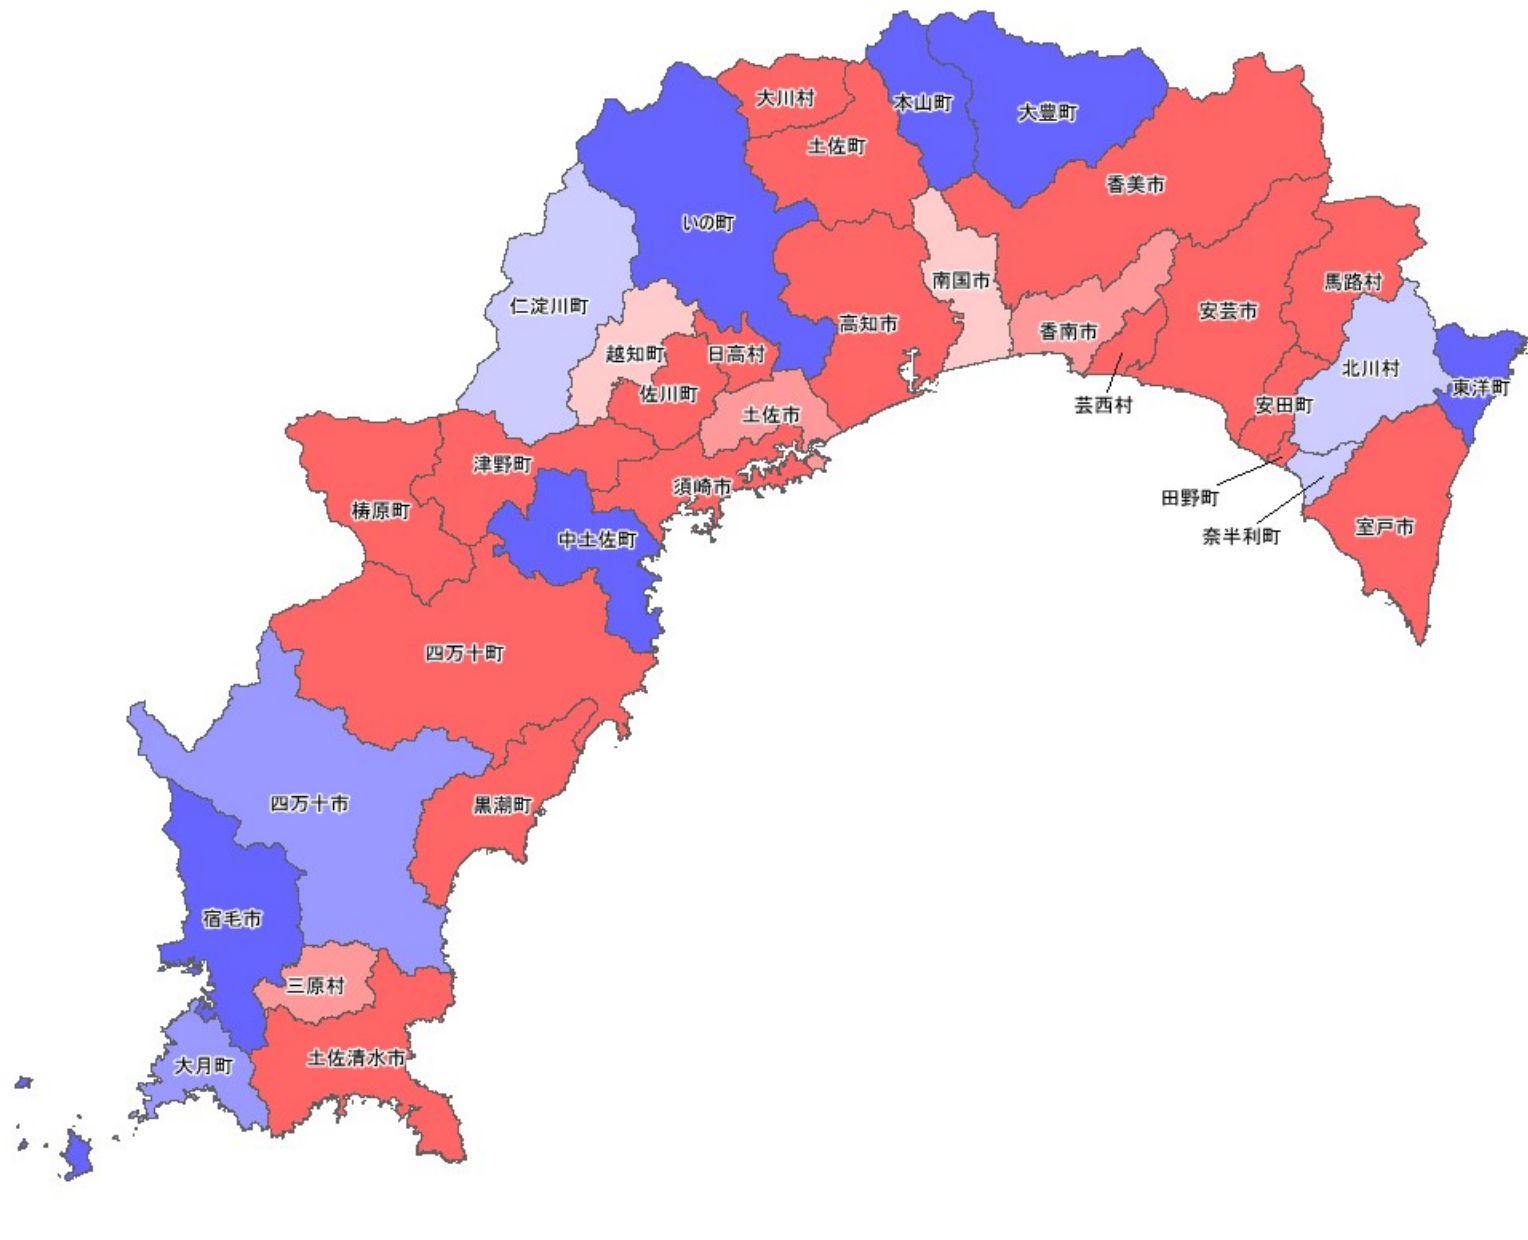 大川村
本山町
大豊町
土佐町
香美市
いの町
南国市
馬路村
仁淀川町
安芸市
高知市
香南市
越知町
日高村
北川村
東洋町
佐川町
芸西村
安田町
土佐市
津野町
須崎市
田野町
梼原町
室戸市
奈半利町
中土佐町
四万十町
四万十市
黒潮町
宿毛市
三原村
土佐清水市
大月町